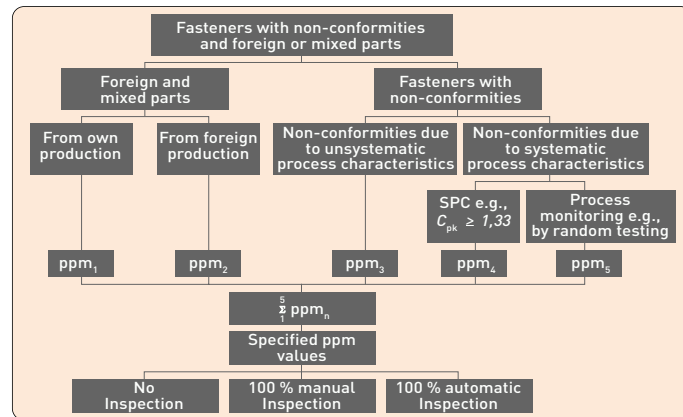 Fasteners with non-conformities
and foreign or mixed parts
Foreign and
mixed parts
Fasteners with
non-conformities
From own
production
From foreign
production
Non-conformities due
to unsystematic
process characteristics
Non-conformities due
to systematic
process characteristics
SPC e.g.,
Cpk ≥ 1,33
Process
monitoring e.g.,
by random testing
ppm₁
ppm₂
ppm₃
ppm₄
ppm₅
5
Σ ppmₙ
1
Specified ppm
values
No
Inspection
100 % manual
Inspection
100 % automatic
Inspection